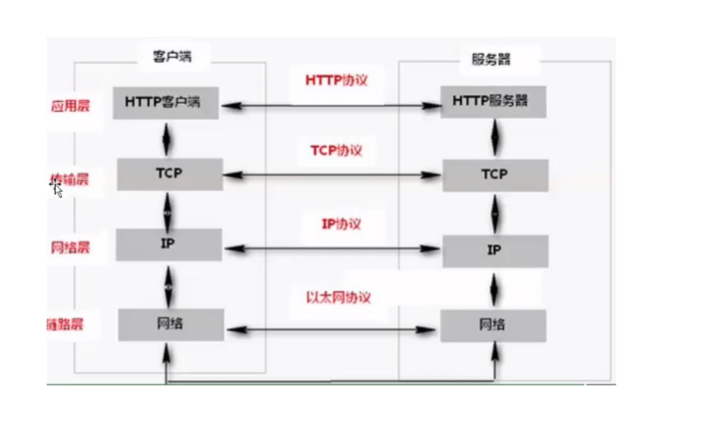 客户端
服务器
HTTP协议
应用层
HTTP客户端
HTTP服务器
TCP协议
传输层
TCP
TCP
IP协议
网络层
IP
IP
以太网协议
链路层
网络
网络